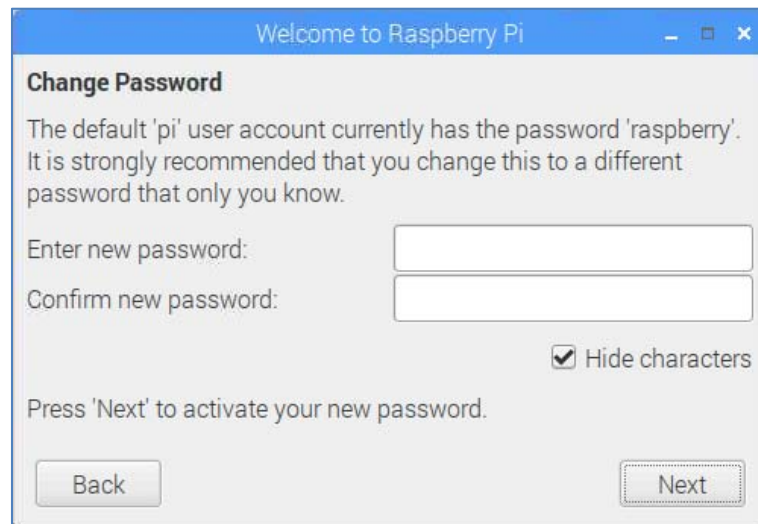 Welcome to Raspberry Pi
Change Password
The default 'pi' user account currently has the password 'raspberry'.
It is strongly recommended that you change this to a different
password that only you know.
Enter new password:
Confirm new password:
Hide characters
Press 'Next' to activate your new password.
Back
Next